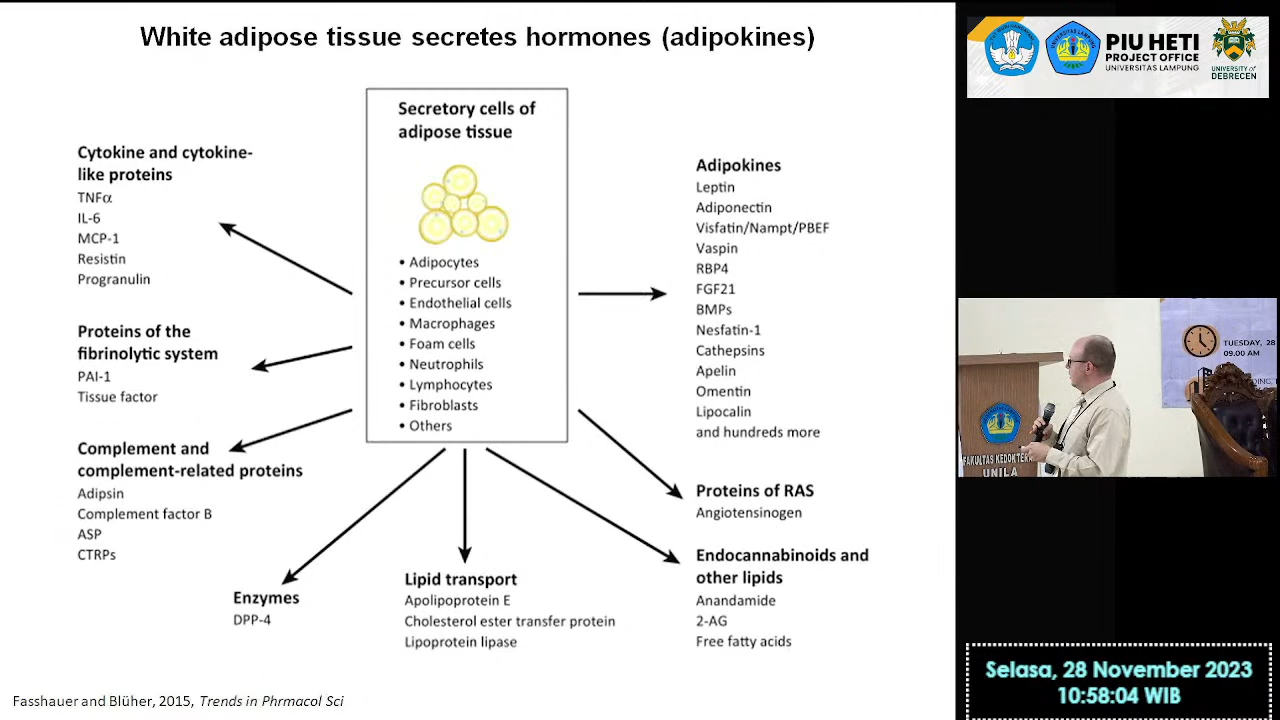 White adipose tissue secretes hormones (adipokines)
Secretory cells of
adipose tissue
• Adipocytes
• Precursor cells
• Endothelial cells
• Macrophages
• Foam cells
• Neutrophils
• Lymphocytes
• Fibroblasts
• Others
Cytokine and cytokine-
like proteins
TNFα
IL-6
MCP-1
Resistin
Progranulin
Proteins of the
fibrinolytic system
PAI-1
Tissue factor
Complement and
complement-related proteins
Adipsin
Complement factor B
ASP
CTRPs
Enzymes
DPP-4
Lipid transport
Apolipoprotein E
Cholesterol ester transfer protein
Lipoprotein lipase
Adipokines
Leptin
Adiponectin
Visfatin/Nampt/PBEF
Vaspin
RBP4
FGF21
BMPs
Nesfatin-1
Cathepsins
Apelin
Omentin
Lipocalin
and hundreds more
Proteins of RAS
Angiotensinogen
Endocannabinoids and
other lipids
Anandamide
2-AG
Free fatty acids
Fasshauer and Blüher, 2015, Trends in Farmacol Sci
PIU HETI
PROJECT OFFICE
UNIVERSITAS LAMPUNG
UNIVERSITY of
DEBRECEN
TUESDAY, 28
09.00 AM
FAKULTAS KEDOKTERA
UNILA
Selasa, 28 November 2023
10:58:04 WIB